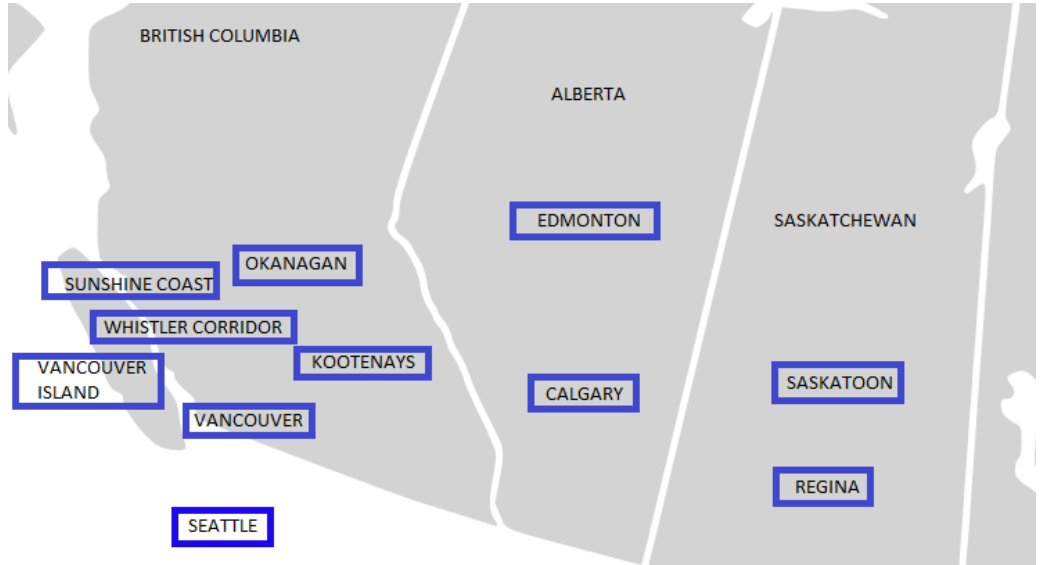 BRITISH COLUMBIA
ALBERTA
EDMONTON
SASKATCHEWAN
OKANAGAN
SUNSHINE COAST
WHISTLER CORRIDOR
KOOTENAYS
VANCOUVER
ISLAND
CALGARY
SASKATOON
VANCOUVER
REGINA
SEATTLE